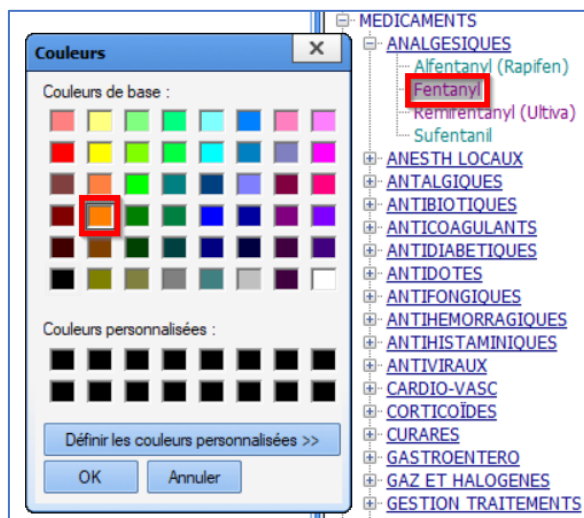 Couleurs
Couleurs de base :
Couleurs personnalisées :
Définir les couleurs personnalisées >>
OK
Annuler
MEDICAMENTS
ANALGESIQUES
Alfentanyl (Rapifen)
Fentanyl
Remifentanyl (Ultiva)
Sufentanil
ANESTH LOCAUX
ANTALGIQUES
ANTIBIOTIQUES
ANTICOAGULANTS
ANTIDIABETIQUES
ANTIDOTES
ANTIFONGIQUES
ANTIHEMORRAGIQUES
ANTIHISTAMINIQUES
ANTIVIRAUX
CARDIO-VASC
CORTICOÏDES
CURARES
GASTROENTERO
GAZ ET HALOGENES
GESTION TRAITEMENTS